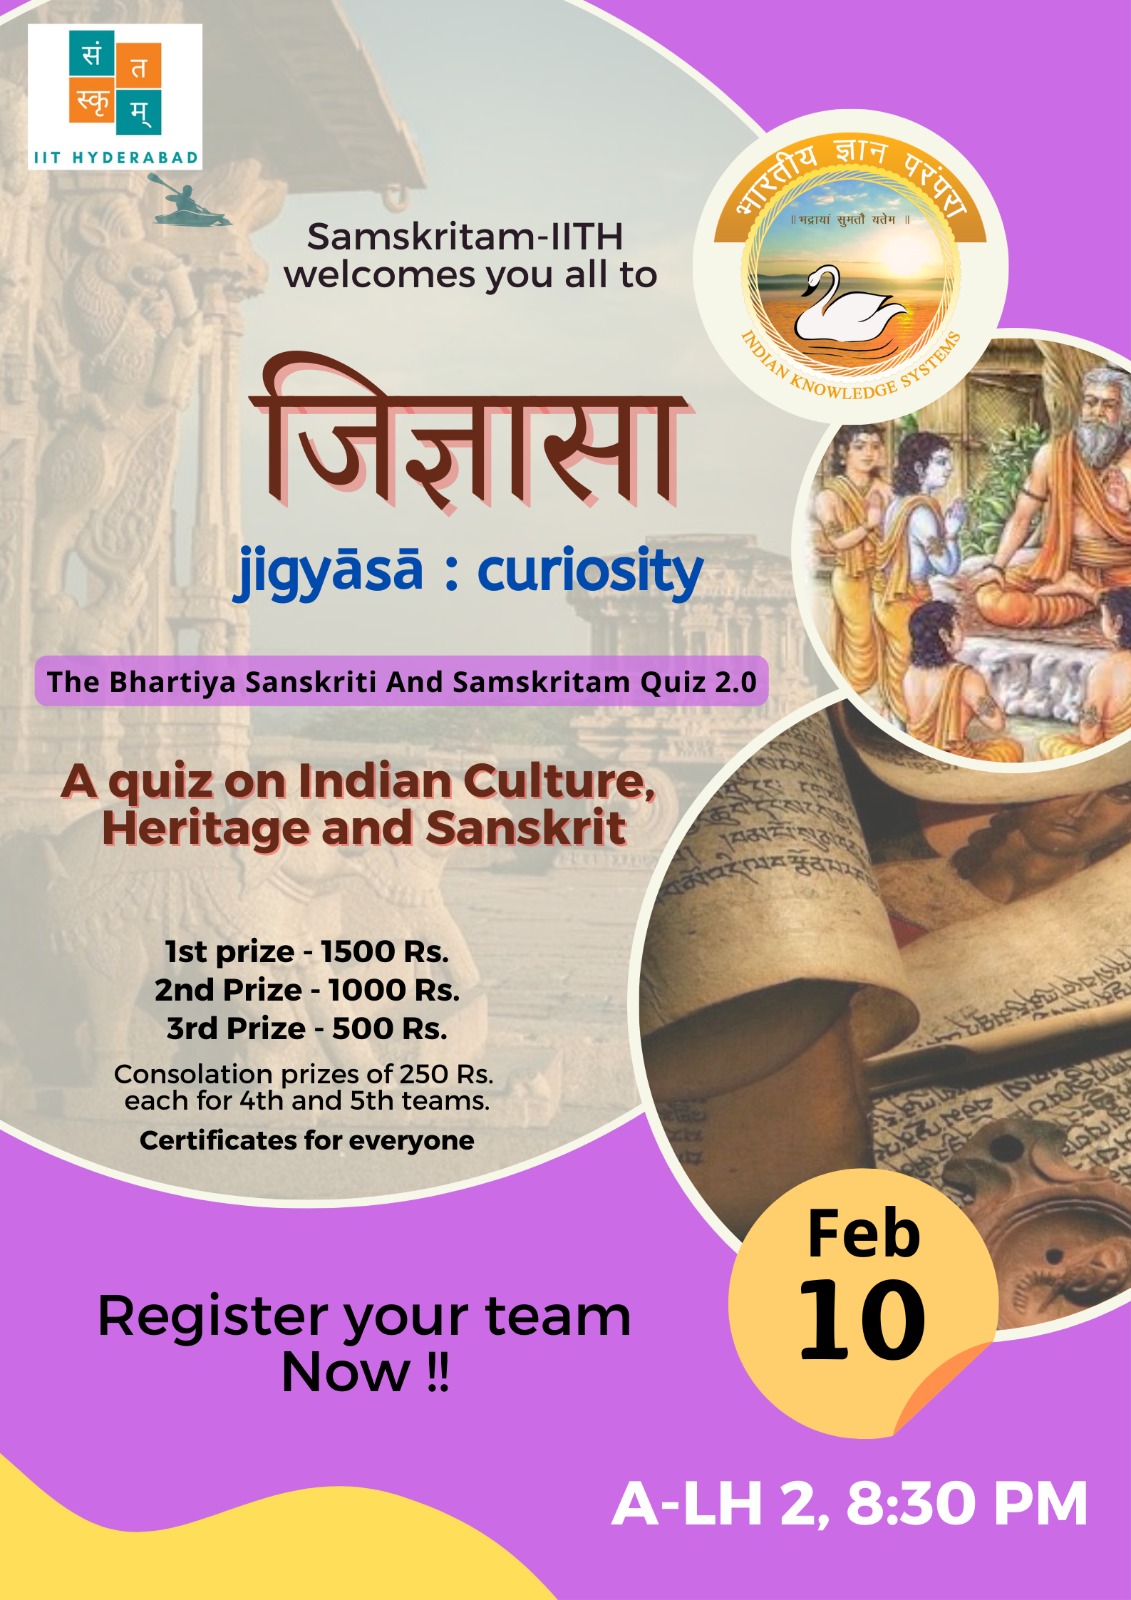 सं
त
स्कृ
म्
IIT HYDERABAD
भारतीय ज्ञान परंपरा
॥ भद्रायां सुमतौ यतेम ॥
INDIAN KNOWLEDGE SYSTEMS
Samskritam-IITH
welcomes you all to
जिज्ञासा
jigyāsā : curiosity
The Bhartiya Sanskriti And Samskritam Quiz 2.0
A quiz on Indian Culture,
Heritage and Sanskrit
1st prize - 1500 Rs.
2nd Prize - 1000 Rs.
3rd Prize - 500 Rs.
Consolation prizes of 250 Rs.
each for 4th and 5th teams.
Certificates for everyone
Feb
10
Register your team
Now !!
A-LH 2, 8:30 PM